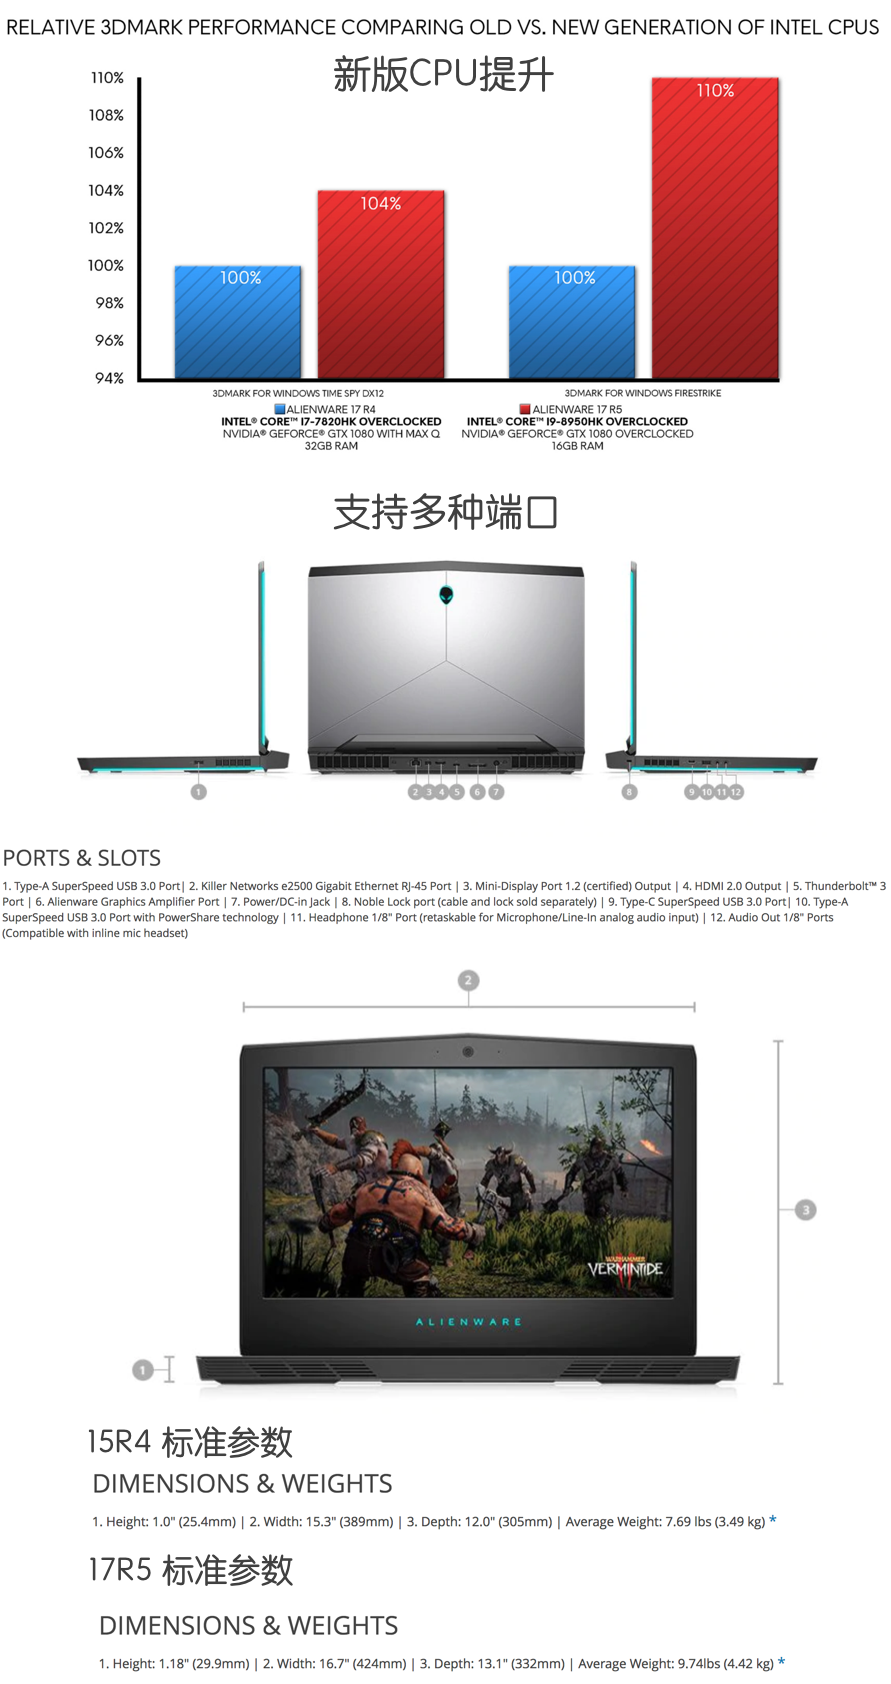 RELATIVE 3DMARK PERFORMANCE COMPARING OLD VS. NEW GENERATION OF INTEL CPUS
新版CPU提升
110%
108%
106%
104%
102%
100%
98%
96%
94%
100%
104%
100%
110%
3DMARK FOR WINDOWS TIME SPY DX12
3DMARK FOR WINDOWS FIRESTRIKE
ALIENWARE 17 R4
INTEL® CORE™ I7-7820HK OVERCLOCKED
NVIDIA® GEFORCE® GTX 1080 WITH MAX Q
32GB RAM
ALIENWARE 17 R5
INTEL® CORE™ I9-8950HK OVERCLOCKED
NVIDIA® GEFORCE® GTX 1080 OVERCLOCKED
16GB RAM
支持多种端口
1
2 3 4 5 6 7
8 9 10 11 12
PORTS & SLOTS
1. Type-A SuperSpeed USB 3.0 Port| 2. Killer Networks e2500 Gigabit Ethernet RJ-45 Port | 3. Mini-Display Port 1.2 (certified) Output | 4. HDMI 2.0 Output | 5. Thunderbolt™ 3
Port | 6. Alienware Graphics Amplifier Port | 7. Power/DC-in Jack | 8. Noble Lock port (cable and lock sold separately) | 9. Type-C SuperSpeed USB 3.0 Port| 10. Type-A
SuperSpeed USB 3.0 Port with PowerShare technology | 11. Headphone 1/8" Port (retaskable for Microphone/Line-In analog audio input) | 12. Audio Out 1/8" Ports
(Compatible with inline mic headset)
2
3
WARHAMMER
VERMINTIDE
II
ALIENWARE
1
15R4 标准参数
DIMENSIONS & WEIGHTS
1. Height: 1.0" (25.4mm) | 2. Width: 15.3" (389mm) | 3. Depth: 12.0" (305mm) | Average Weight: 7.69 lbs (3.49 kg) *
17R5 标准参数
DIMENSIONS & WEIGHTS
1. Height: 1.18" (29.9mm) | 2. Width: 16.7" (424mm) | 3. Depth: 13.1" (332mm) | Average Weight: 9.74lbs (4.42 kg) *